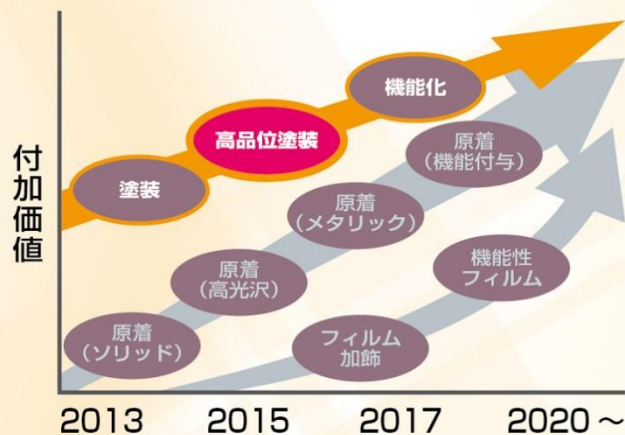 付加価値
機能化
高品位塗装
塗装
原着
(機能付与)
原着
(メタリック)
原着
(高光沢)
原着
(ソリッド)
機能性
フィルム
フィルム
加飾
2013
2015
2017
2020～